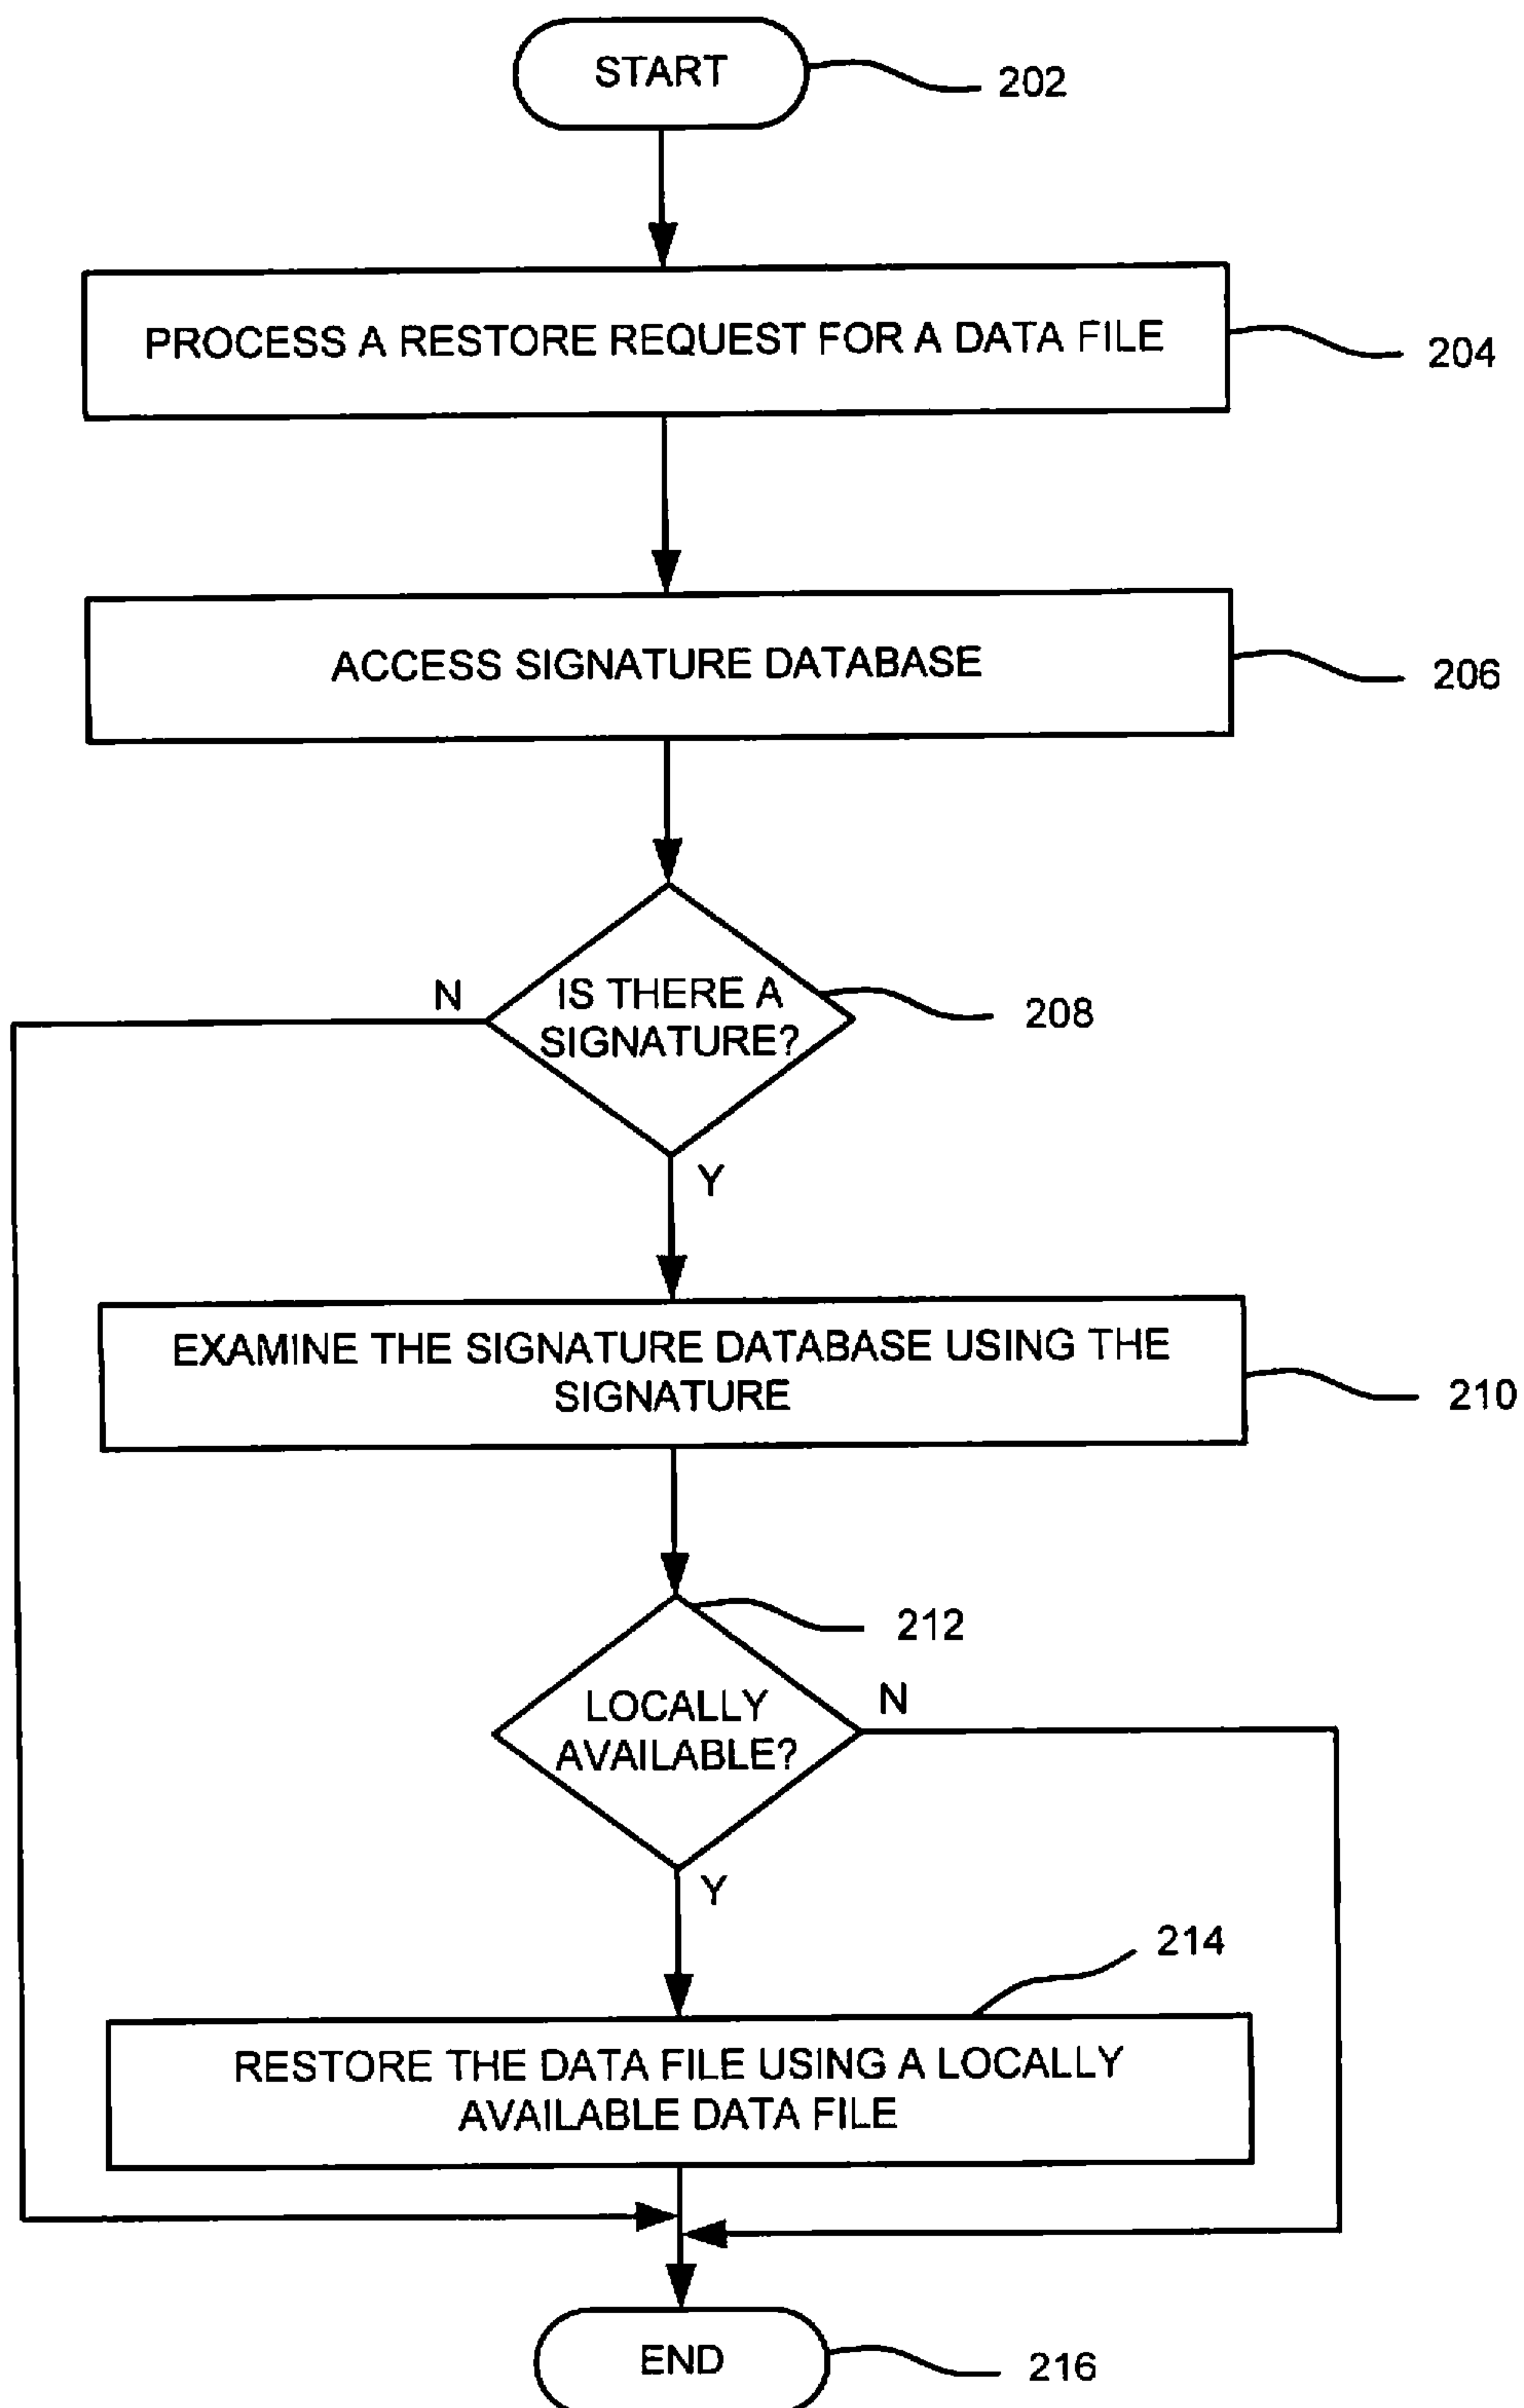 START
202
PROCESS A RESTORE REQUEST FOR A DATA FILE
204
ACCESS SIGNATURE DATABASE
206
N
IS THERE A
SIGNATURE?
208
Y
EXAMINE THE SIGNATURE DATABASE USING THE
SIGNATURE
210
212
LOCALLY
AVAILABLE?
N
Y
214
RESTORE THE DATA FILE USING A LOCALLY
AVAILABLE DATA FILE
END
216